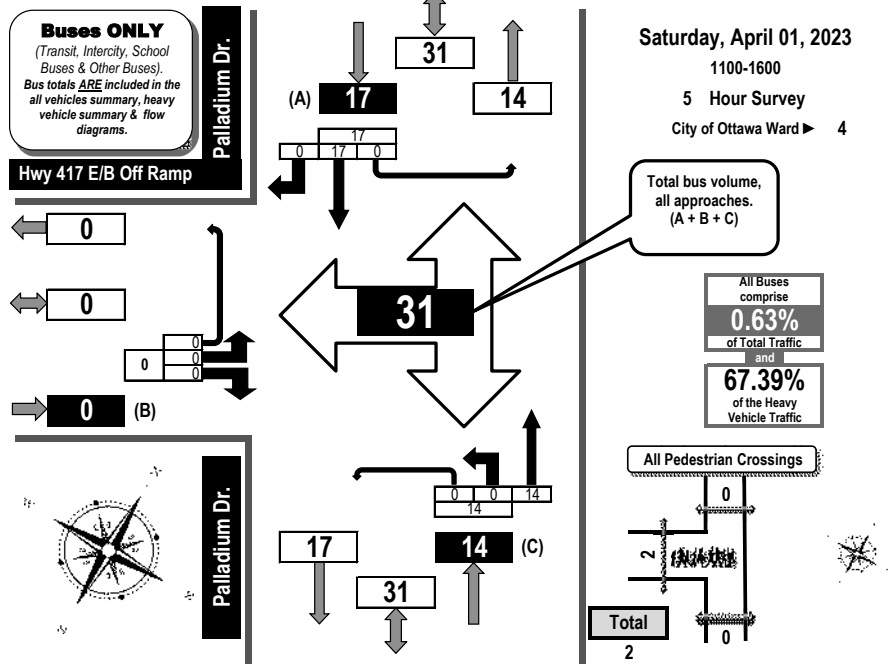 Buses ONLY
(Transit, Intercity, School
Buses & Other Buses).
Bus totals ARE included in the
all vehicles summary, heavy
vehicle summary & flow
diagrams.
Palladium Dr.
Hwy 417 E/B Off Ramp
31
(A) 17
14
17
0 17 0
Saturday, April 01, 2023
1100-1600
5 Hour Survey
City of Ottawa Ward ► 4
Total bus volume,
all approaches.
(A + B + C)
0
0
31
0
0
0
0
0 (B)
All Buses
comprise
0.63%
of Total Traffic
and
67.39%
of the Heavy
Vehicle Traffic
Palladium Dr.
0 0 14
14
17
14 (C)
31
All Pedestrian Crossings
0
2
0
Total
2